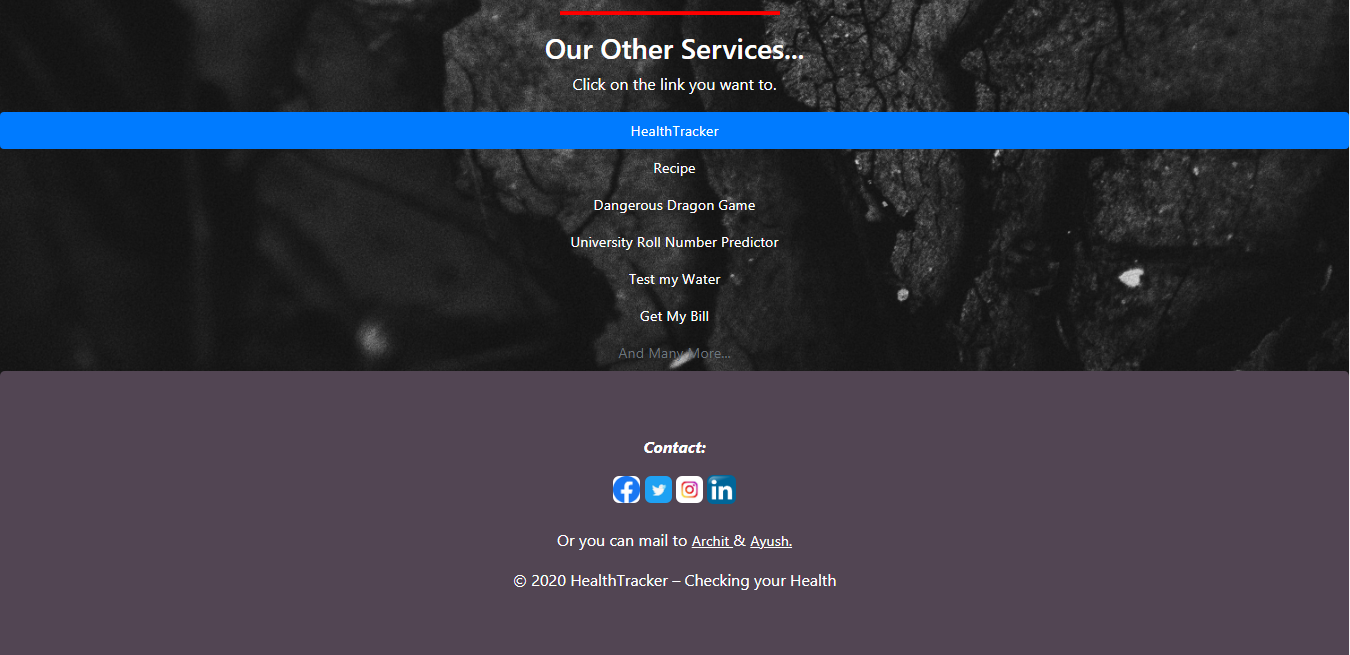 Our Other Services...
Click on the link you want to.
HealthTracker
Recipe
Dangerous Dragon Game
University Roll Number Predictor
Test my Water
Get My Bill
And Many More...
Contact:
in
Or you can mail to Archit & Ayush.
© 2020 HealthTracker – Checking your Health